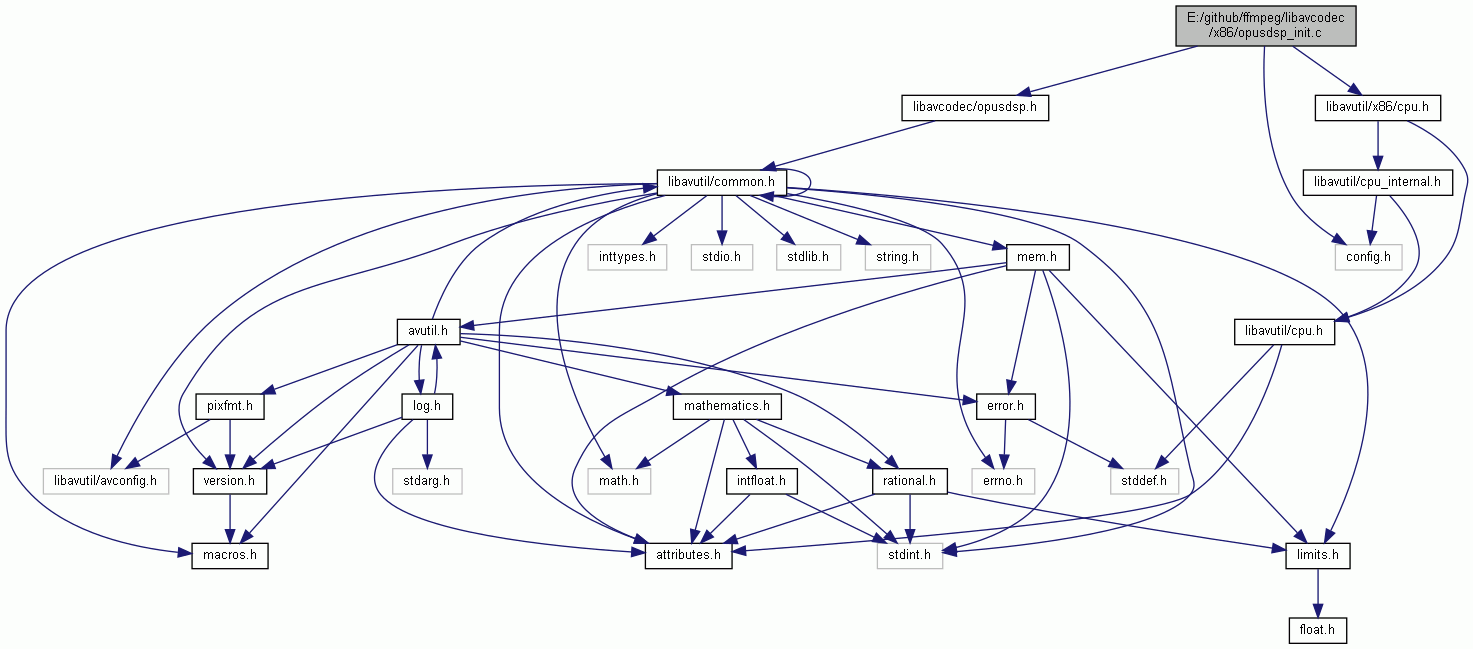 E:/github/ffmpeg/libavcodec
/x86/opusdsp_init.c
libavcodec/opusdsp.h
libavutil/x86/cpu.h
libavutil/common.h
libavutil/cpu_internal.h
inttypes.h
stdio.h
stdlib.h
string.h
mem.h
config.h
avutil.h
libavutil/cpu.h
pixfmt.h
log.h
mathematics.h
error.h
libavutil/avconfig.h
version.h
stdarg.h
math.h
intfloat.h
rational.h
errno.h
stddef.h
macros.h
attributes.h
stdint.h
limits.h
float.h